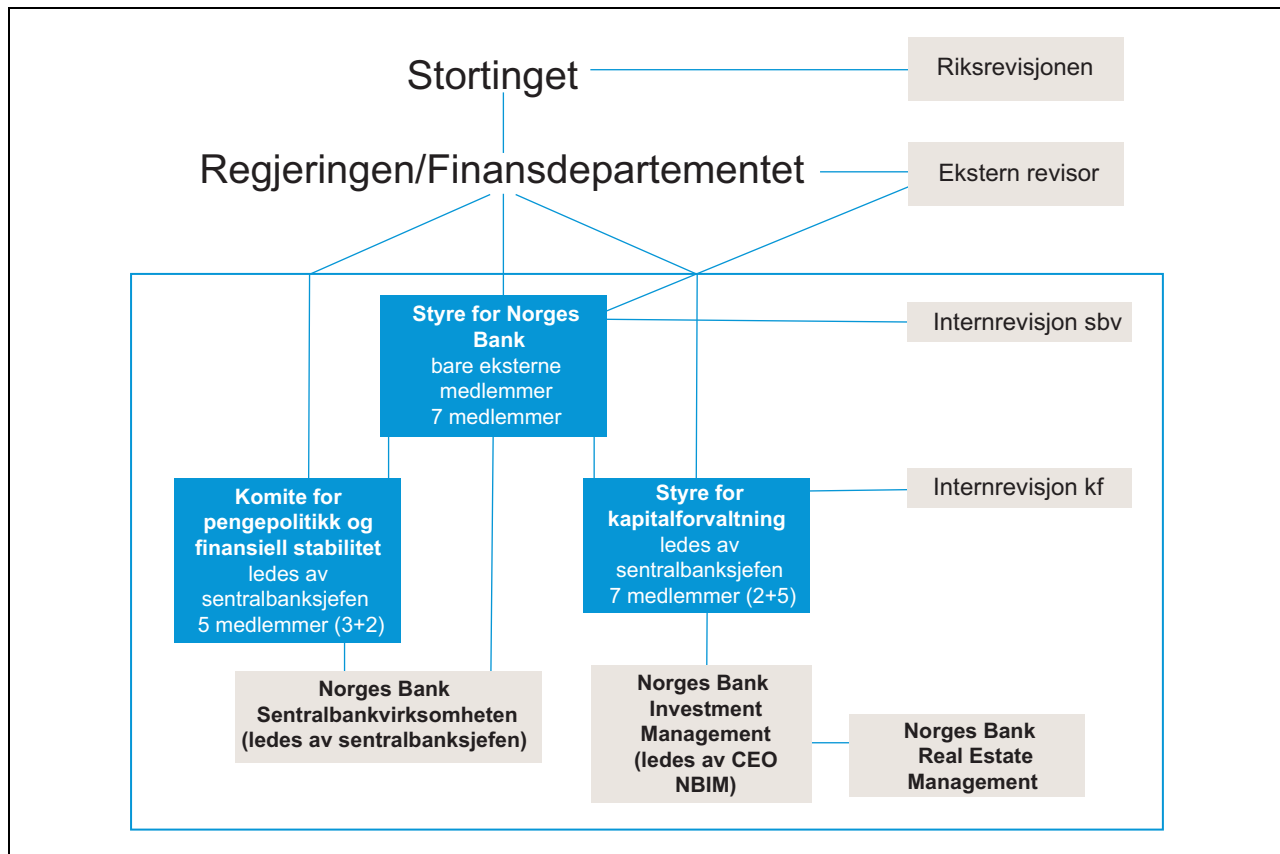 Stortinget
Riksrevisjonen
Regjeringen/Finansdepartementet
Ekstern revisor
Styre for Norges
Bank
bare eksterne
medlemmer
7 medlemmer
Internrevisjon sbv
Komite for
pengepolitikk og
finansiell stabilitet
ledes av
sentralbanksjefen
5 medlemmer (3+2)
Styre for
kapitalforvaltning
ledes av
sentralbanksjefen
7 medlemmer (2+5)
Internrevisjon kf
Norges Bank
Sentralbankvirksomheten
(ledes av sentralbanksjefen)
Norges Bank
Investment
Management
(ledes av CEO
NBIM)
Norges Bank
Real Estate
Management